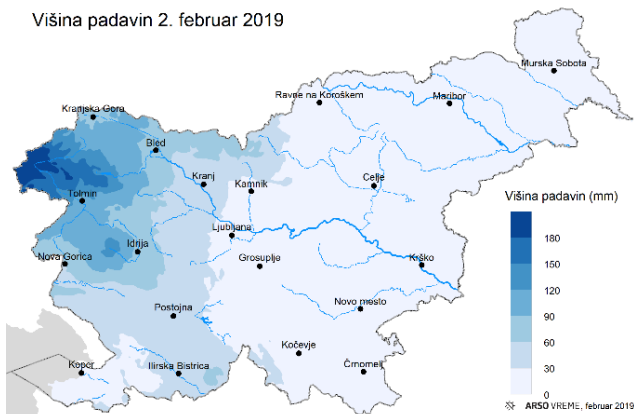 Višina padavin 2. februar 2019
Murska Sobota
Ravne na Koroškem
Maribor
Kranjska Gora
Bled
Kranj
Kamnik
Celje
Tolmin
Ljubljana
Idrija
Nova Gorica
Grosuplje
Krško
Postojna
Novo mesto
Kočevje
Koper
Ilirska Bistrica
Črnomelj
Višina padavin (mm)
180
150
120
90
60
30
0
ARSO VREME, februar 2019